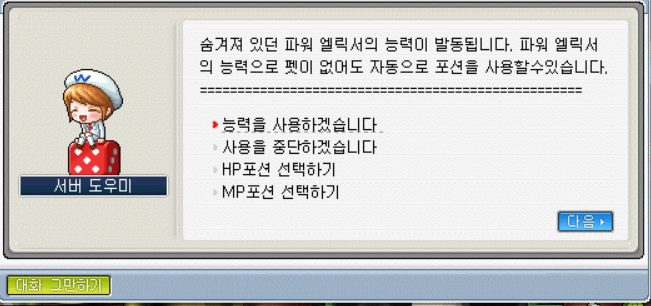 숨겨져 있던 파워 엘릭서의 능력이 발동됩니다. 파워 엘릭서
의 능력으로 펫이 없어도 자동으로 포션을 사용할수있습니다.
==================================================
능력을 사용하겠습니다
사용을 중단하겠습니다
HP포션 선택하기
MP포션 선택하기
W
서버 도우미
다음
대화 그만하기